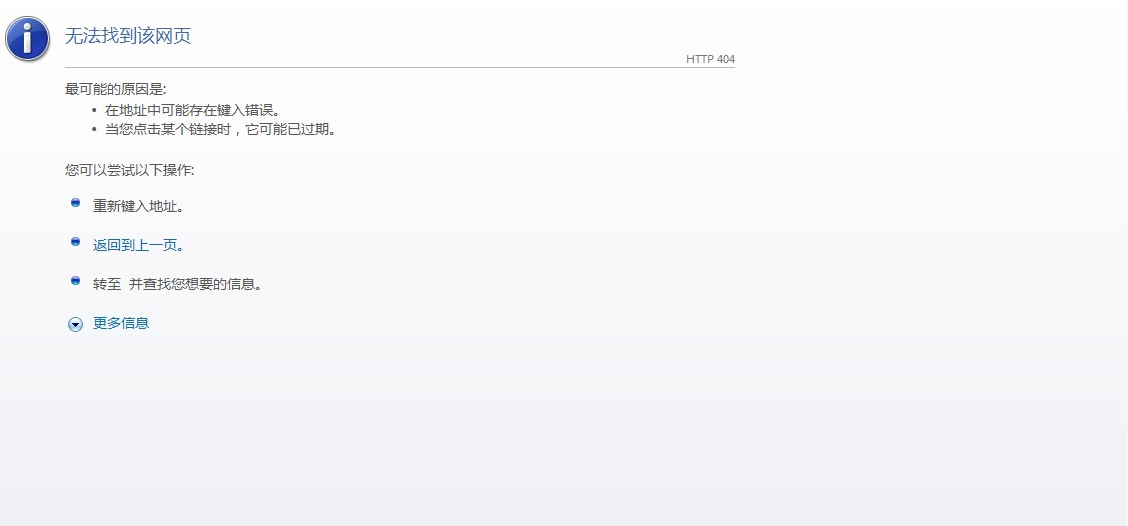 无法找到该网页
HTTP 404
最可能的原因是:
• 在地址中可能存在键入错误。
• 当您点击某个链接时，它可能已过期。
您可以尝试以下操作:
重新键入地址。
返回到上一页。
转至 并查找您想要的信息。
更多信息